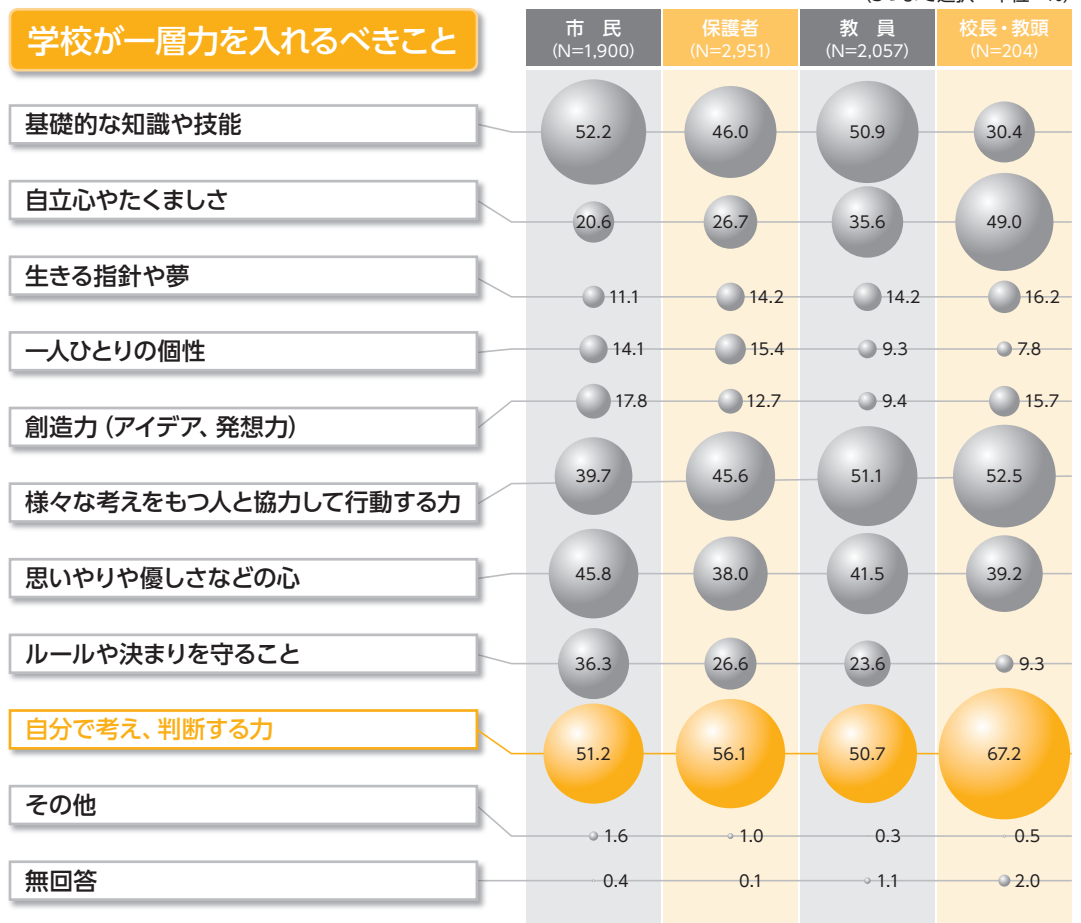 学校が一層力を入れるべきこと
市 民 保護者 教 員 校長・教頭
(N=1,900) (N=2,951) (N=2,057) (N=204)
基礎的な知識や技能 52.2 46.0 50.9 30.4
自立心やたくましさ 20.6 26.7 35.6 49.0
生きる指針や夢 11.1 14.2 14.2 16.2
一人ひとりの個性 14.1 15.4 9.3 7.8
創造力(アイデア、発想力) 17.8 12.7 9.4 15.7
様々な考えをもつ人と協力して行動する力 39.7 45.6 51.1 52.5
思いやりや優しさなどの心 45.8 38.0 41.5 39.2
ルールや決まりを守ること 36.3 26.6 23.6 9.3
自分で考え、判断する力 51.2 56.1 50.7 67.2
その他 1.6 1.0 0.3 0.5
無回答 0.4 0.1 1.1 2.0